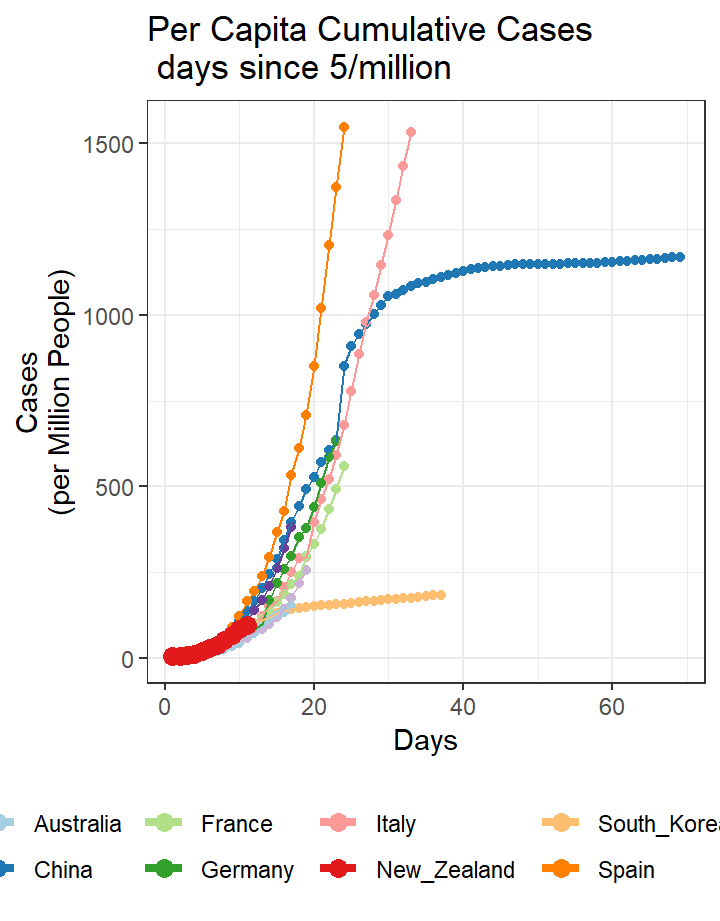 Per Capita Cumulative Cases
days since 5/million
1500
1000
500
0
Cases
(per Million People)
0 20 40 60
Days
Australia France Italy South_Korea
China Germany New_Zealand Spain